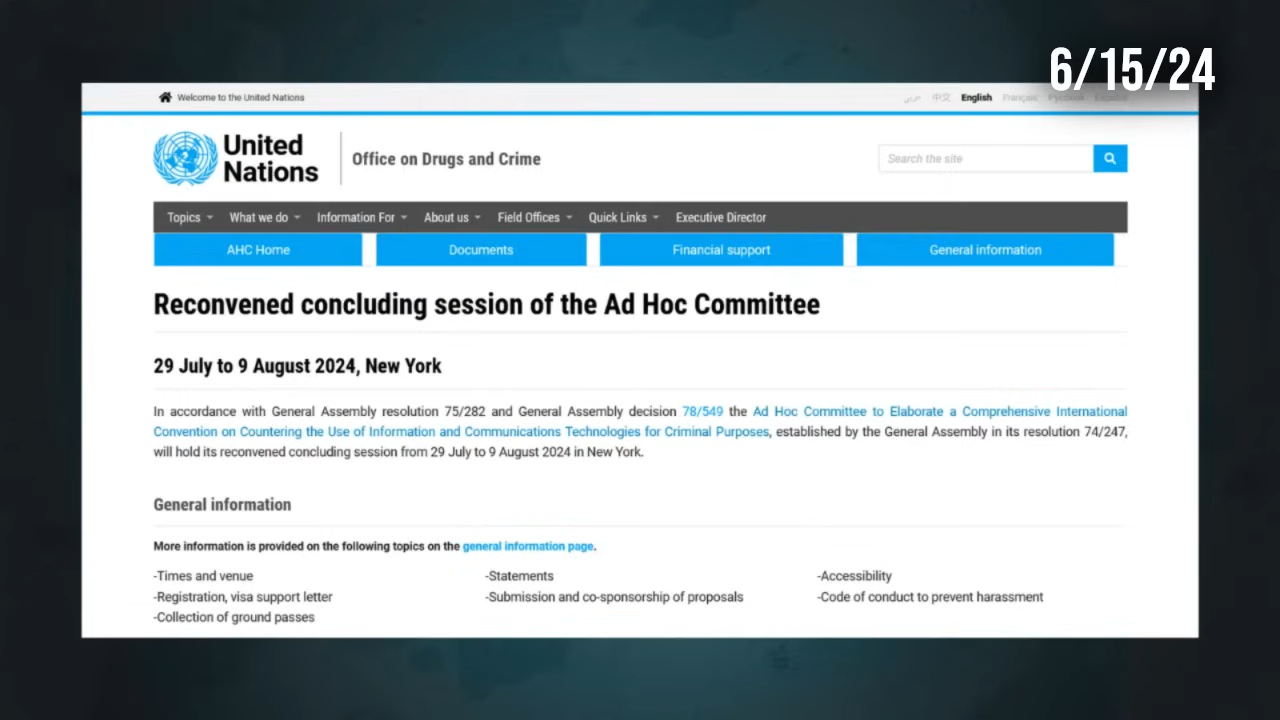 6/15/24
Welcome to the United Nations
عربي 中文 English Français Русский Español
United
Nations
Office on Drugs and Crime
Search the site
Topics What we do Information For About us Field Offices Quick Links Executive Director
AHC Home Documents Financial support General information
Reconvened concluding session of the Ad Hoc Committee
29 July to 9 August 2024, New York
In accordance with General Assembly resolution 75/282 and General Assembly decision 78/549 the Ad Hoc Committee to Elaborate a Comprehensive International
Convention on Countering the Use of Information and Communications Technologies for Criminal Purposes, established by the General Assembly in its resolution 74/247,
will hold its reconvened concluding session from 29 July to 9 August 2024 in New York.
General information
More information is provided on the following topics on the general information page.
-Times and venue -Statements -Accessibility
-Registration, visa support letter -Submission and co-sponsorship of proposals -Code of conduct to prevent harassment
-Collection of ground passes